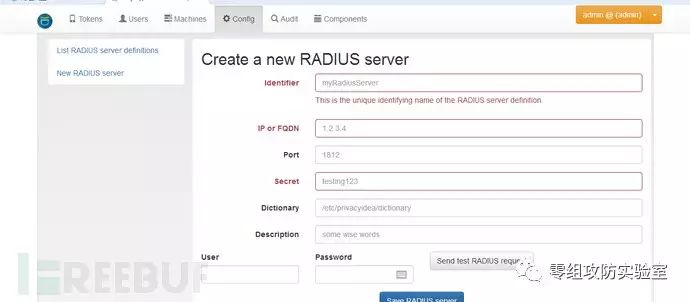 Tokens Users Machines Config Audit Components admin @ (admin)
List RADIUS server definitions
New RADIUS server
Create a new RADIUS server
Identifier myRadiusServer
This is the unique identifying name of the RADIUS server definition.
IP or FQDN 1.2.3.4
Port 1812
Secret testing123
Dictionary /etc/privacyidea/dictionary
Description some wise words
User Password Send test RADIUS request
Save RADIUS server
FREEBUF
零组攻防实验室